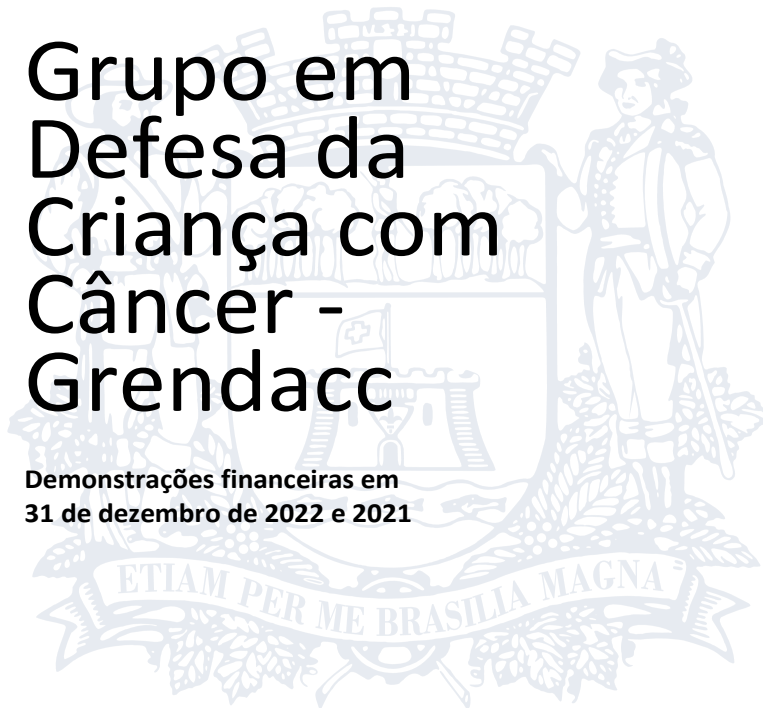 Grupo em
Defesa da
Criança com
Câncer -
Grendacc
Demonstrações financeiras em
31 de dezembro de 2022 e 2021
ETIAM PER ME BRASILIA MAGNA